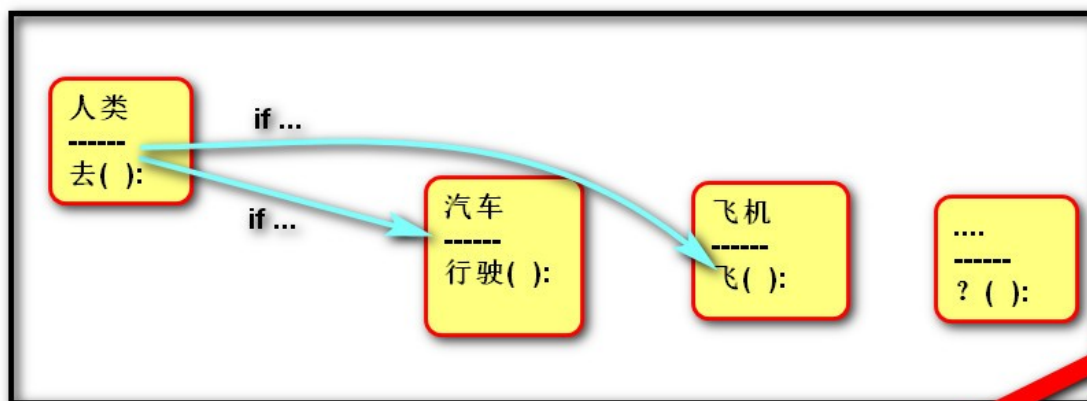 人类
------
去( ):
if ...
if ...
汽车
------
行驶( ):
飞机
------
飞( ):
....
------
？( ):